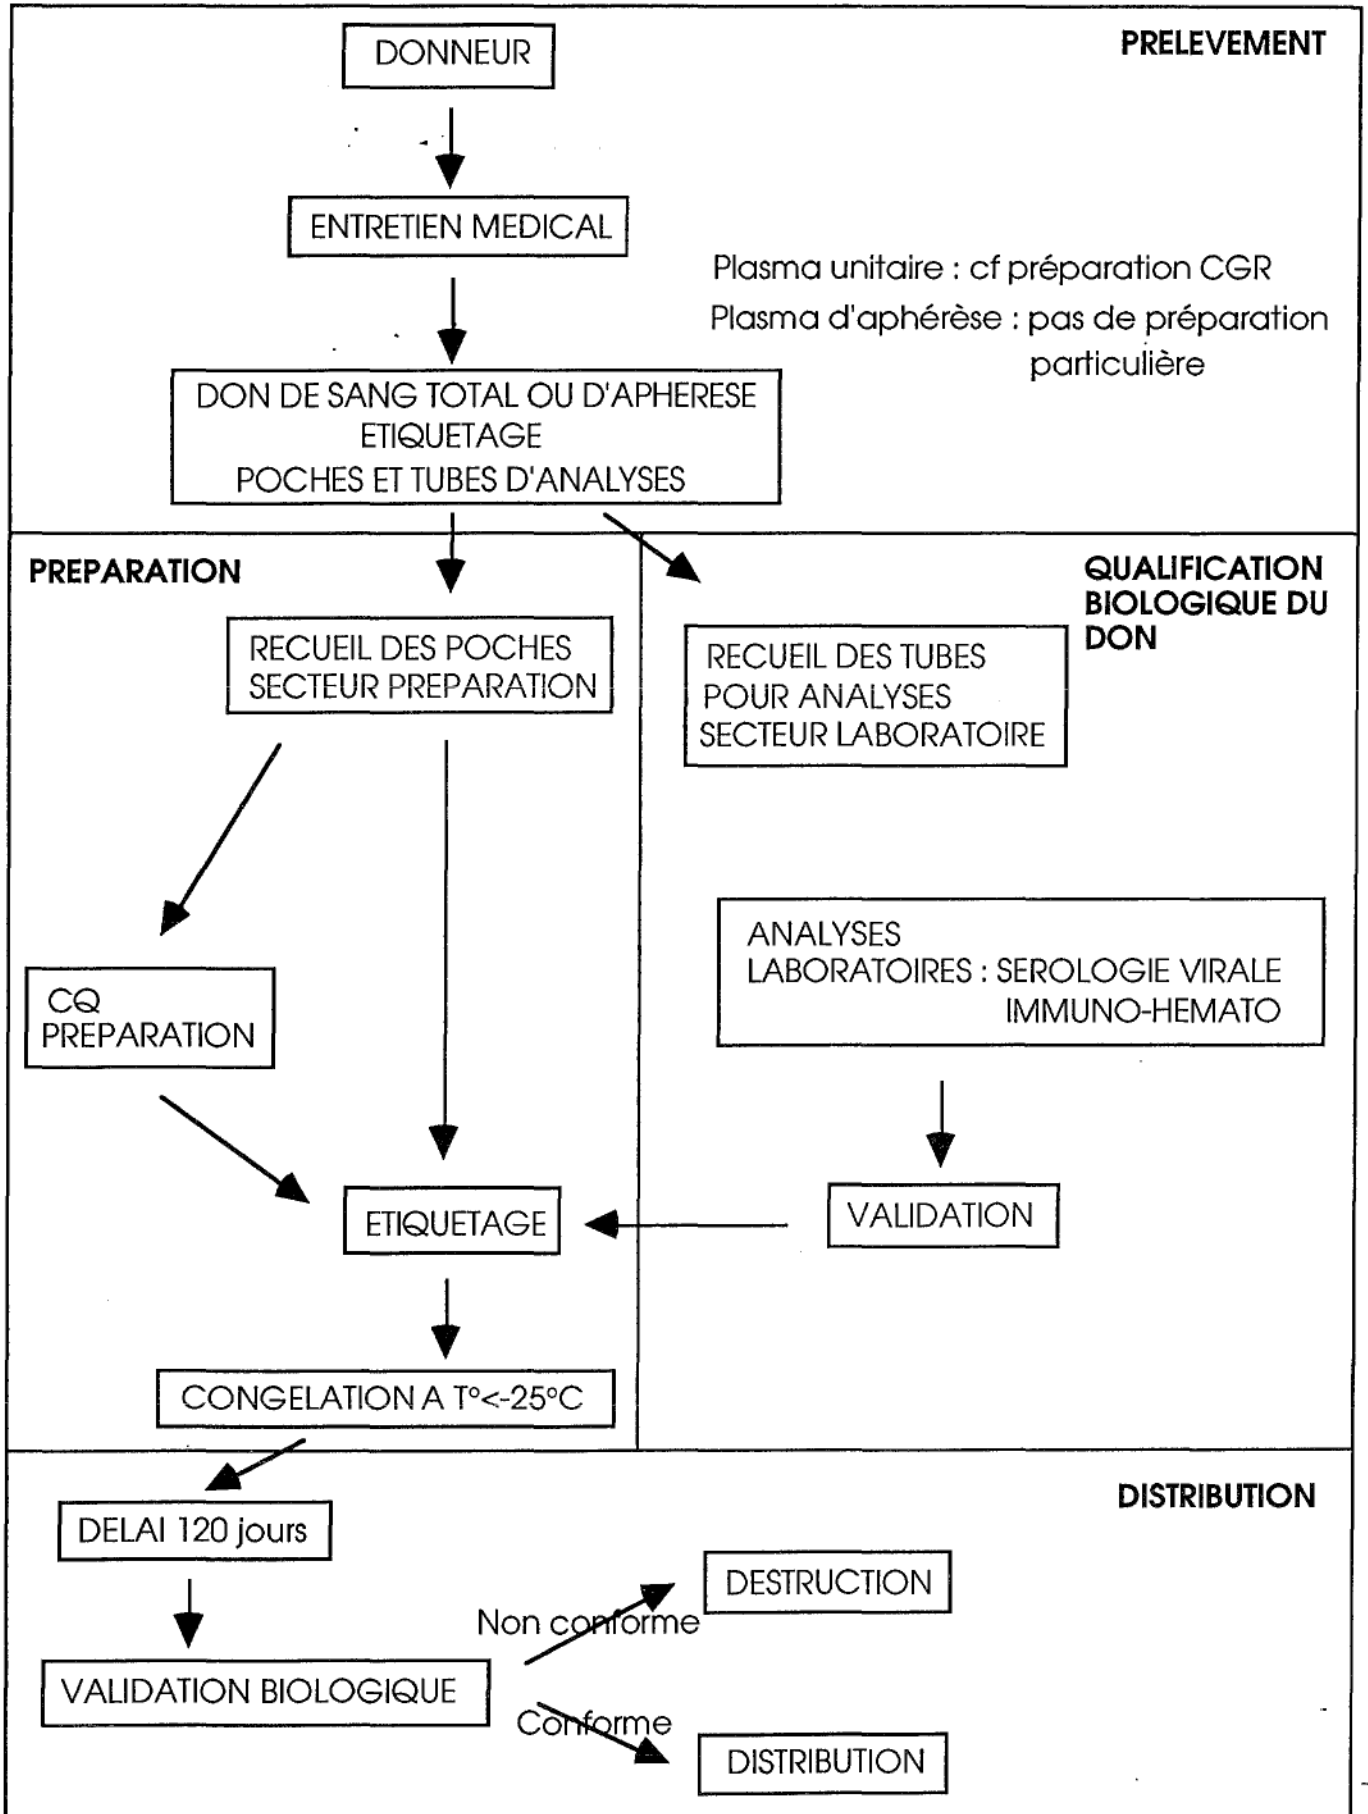 PRELEVEMENT
DONNEUR
ENTRETIEN MEDICAL
Plasma unitaire : cf préparation CGR
Plasma d'aphérèse : pas de préparation
particulière
DON DE SANG TOTAL OU D'APHERESE
ETIQUETAGE
POCHES ET TUBES D'ANALYSES
PREPARATION
QUALIFICATION
BIOLOGIQUE DU
DON
RECUEIL DES POCHES
SECTEUR PREPARATION
RECUEIL DES TUBES
POUR ANALYSES
SECTEUR LABORATOIRE
ANALYSES
LABORATOIRES : SEROLOGIE VIRALE
IMMUNO-HEMATO
CQ
PREPARATION
ETIQUETAGE
VALIDATION
CONGELATION A T°<-25°C
DISTRIBUTION
DELAI 120 jours
DESTRUCTION
Non conforme
VALIDATION BIOLOGIQUE
Conforme
DISTRIBUTION